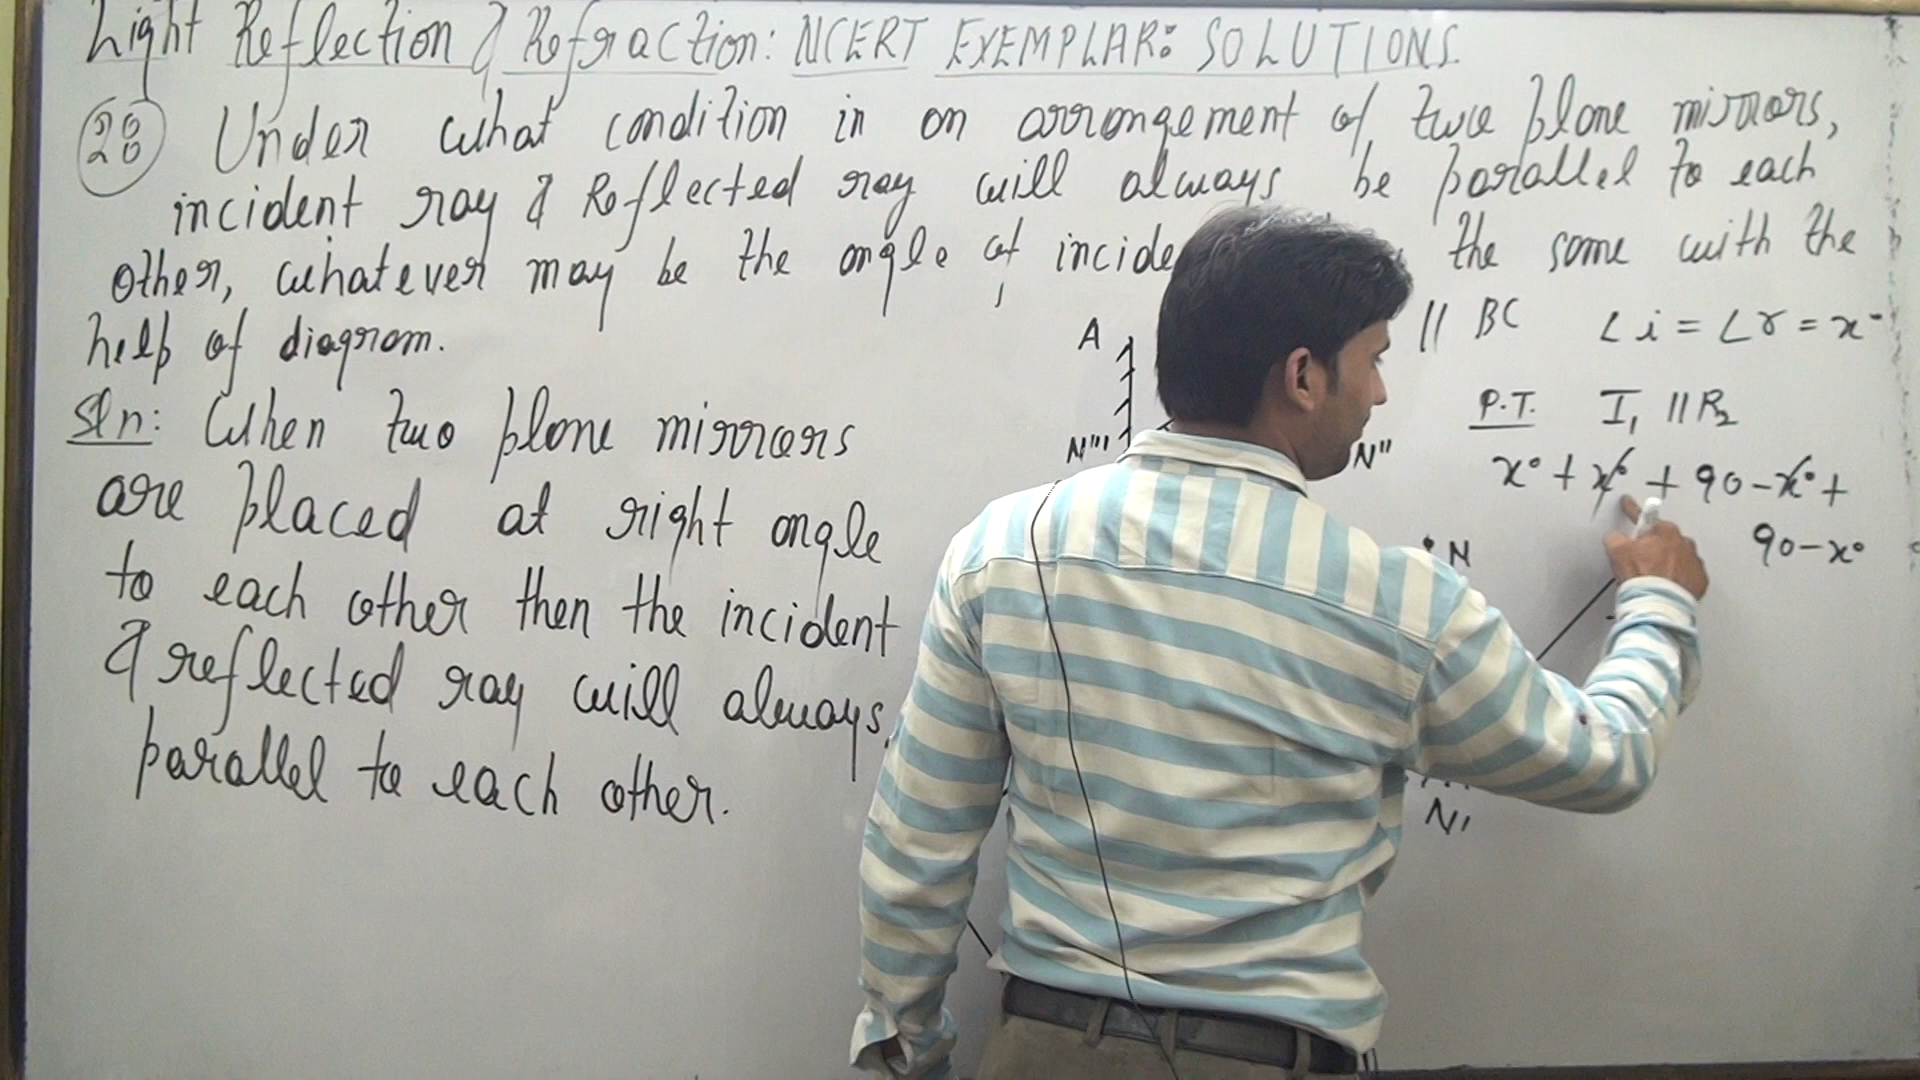 Light Reflection & Refraction: NCERT EXEMPLAR: SOLUTIONS.
28 Under what condition in an arrangement of two plane mirrors,
incident ray & Reflected ray will always be parallel to each
other, whatever may be the angle of incide the same with the
help of diagram.
Sln: When two plane mirrors
are placed at right angle
to each other then the incident
& reflected ray will always
parallel to each other.
A
N'''
N''
N
N'
|| BC ∠i = ∠r = x°
P.T. I₁ || R₂
x° + x° + 90 - x° +
90 - x°